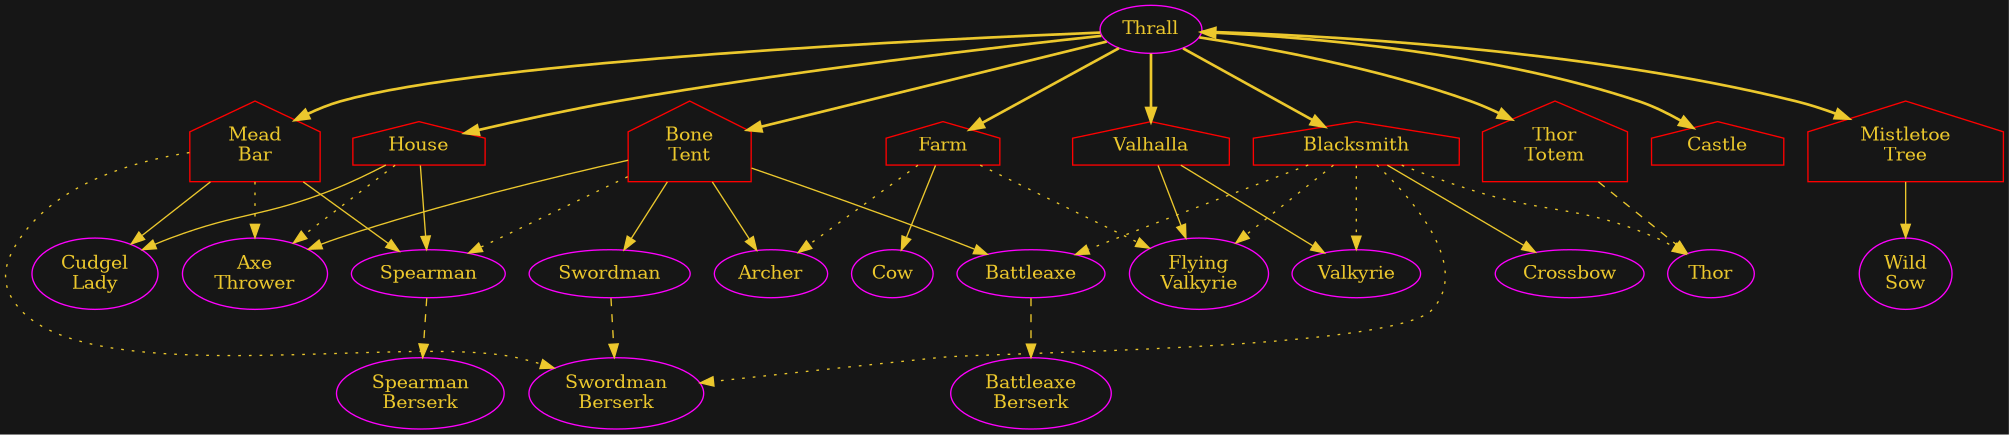 Thrall
Mead
Bar
House
Bone
Tent
Farm
Valhalla
Blacksmith
Thor
Totem
Castle
Mistletoe
Tree
Cudgel
Lady
Axe
Thrower
Spearman
Swordman
Archer
Cow
Battleaxe
Flying
Valkyrie
Valkyrie
Crossbow
Thor
Wild
Sow
Spearman
Berserk
Swordman
Berserk
Battleaxe
Berserk